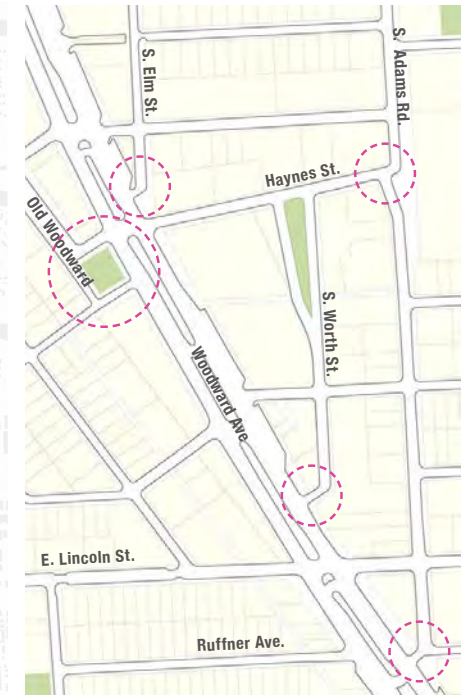 S. Elm St.
S. Adams Rd.
Haynes St.
Old Woodward
S. Worth St.
Woodward Ave
E. Lincoln St.
Ruffner Ave.